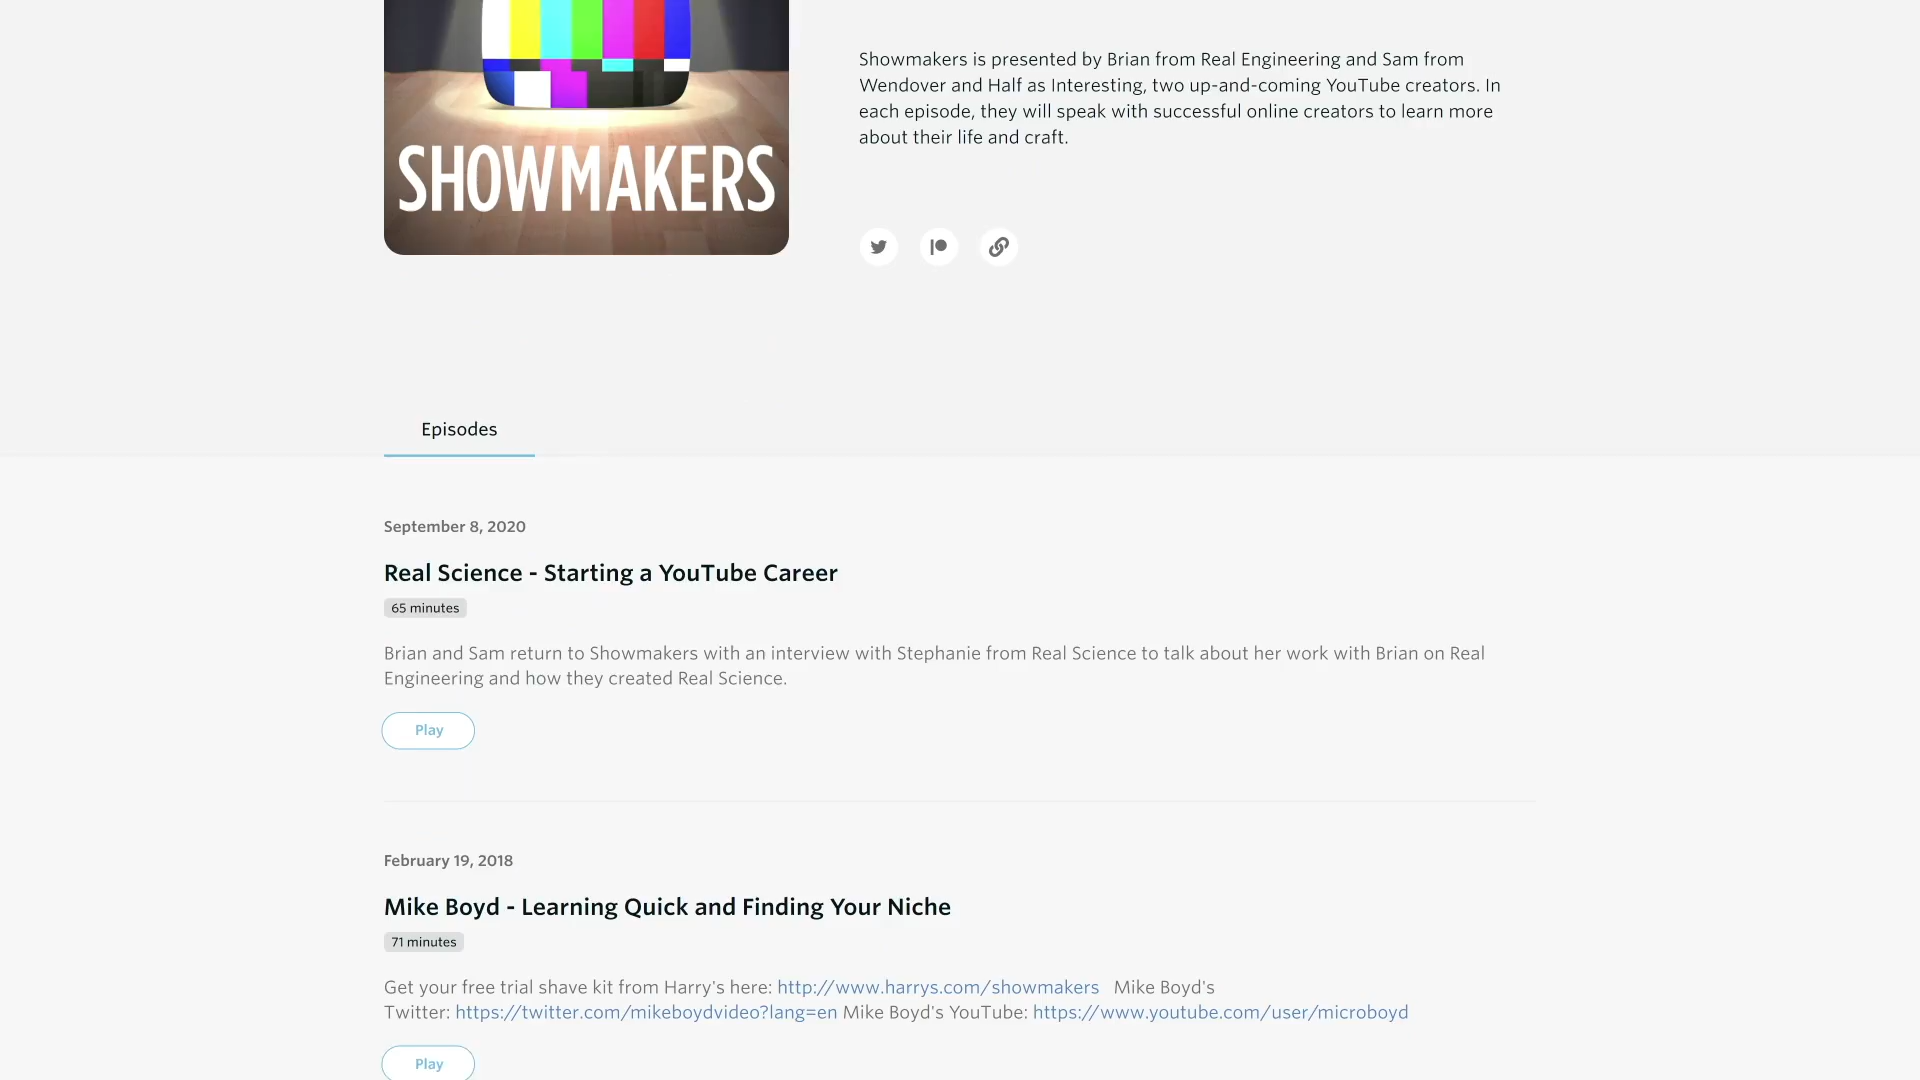 SHOWMAKERS
Showmakers is presented by Brian from Real Engineering and Sam from
Wendover and Half as Interesting, two up-and-coming YouTube creators. In
each episode, they will speak with successful online creators to learn more
about their life and craft.
Episodes
September 8, 2020
Real Science - Starting a YouTube Career
65 minutes
Brian and Sam return to Showmakers with an interview with Stephanie from Real Science to talk about her work with Brian on Real
Engineering and how they created Real Science.
Play
February 19, 2018
Mike Boyd - Learning Quick and Finding Your Niche
71 minutes
Get your free trial shave kit from Harry's here: http://www.harrys.com/showmakers Mike Boyd's
Twitter: https://twitter.com/mikeboydvideo?lang=en Mike Boyd's YouTube: https://www.youtube.com/user/microboyd
Play